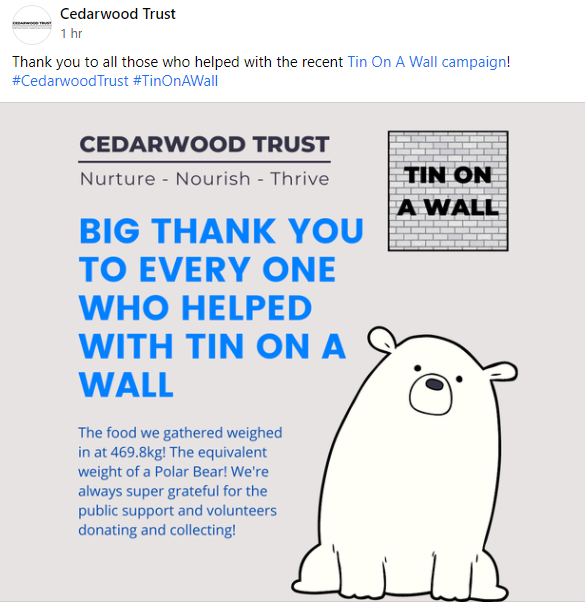 CEDARWOOD TRUST
Cedarwood Trust
1 hr
Thank you to all those who helped with the recent Tin On A Wall campaign!
#CedarwoodTrust #TinOnAWall
CEDARWOOD TRUST
Nurture - Nourish - Thrive
TIN ON
A WALL
BIG THANK YOU
TO EVERY ONE
WHO HELPED
WITH TIN ON A
WALL
The food we gathered weighed
in at 469.8kg! The equivalent
weight of a Polar Bear! We're
always super grateful for the
public support and volunteers
donating and collecting!